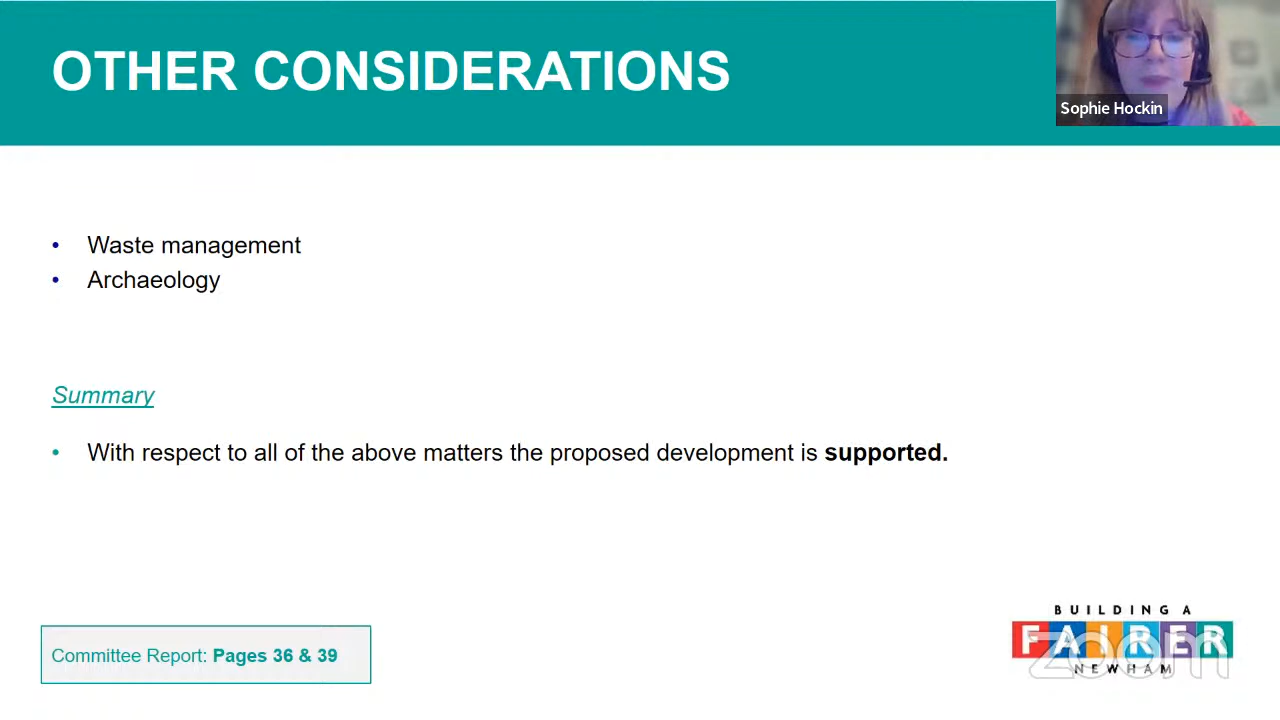 OTHER CONSIDERATIONS
Sophie Hockin
• Waste management
• Archaeology
Summary
• With respect to all of the above matters the proposed development is supported.
Committee Report: Pages 36 & 39
BUILDING A
FAIRER
NEWHAM
zoom